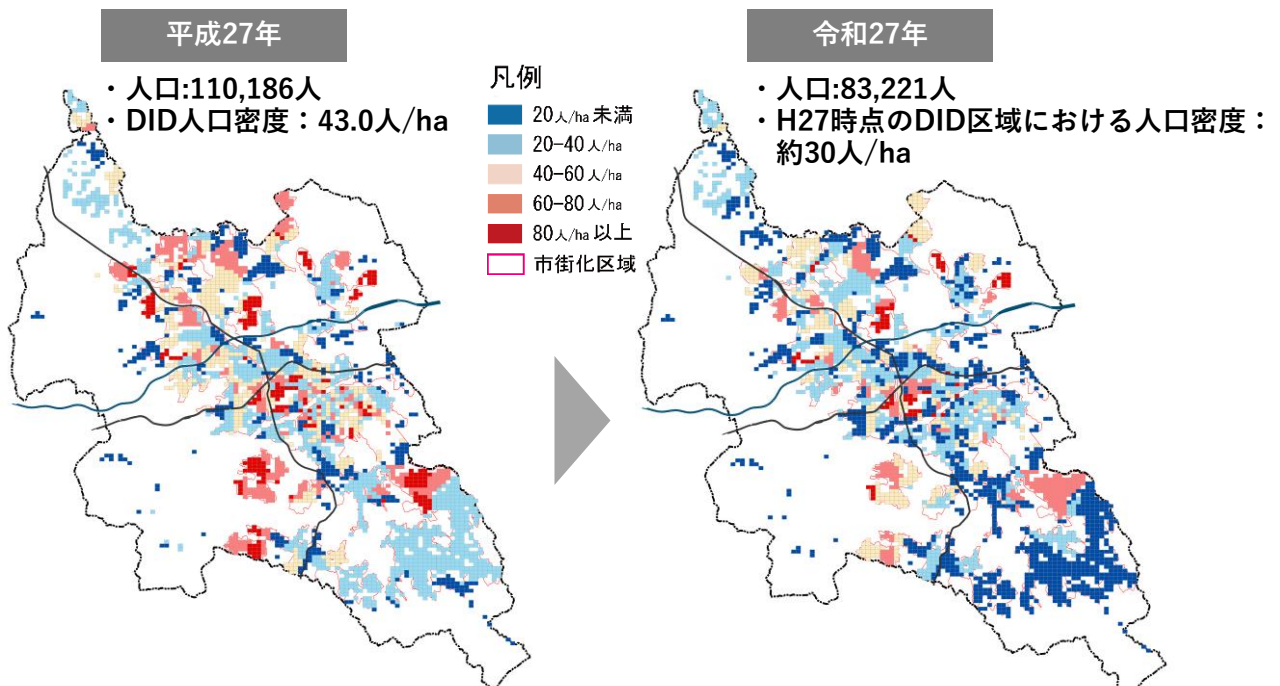 平成27年
・人口:110,186人
・DID人口密度：43.0人/ha
凡例
20人/ha 未満
20-40人/ha
40-60人/ha
60-80人/ha
80人/ha 以上
市街化区域
令和27年
・人口:83,221人
・H27時点のDID区域における人口密度：
約30人/ha